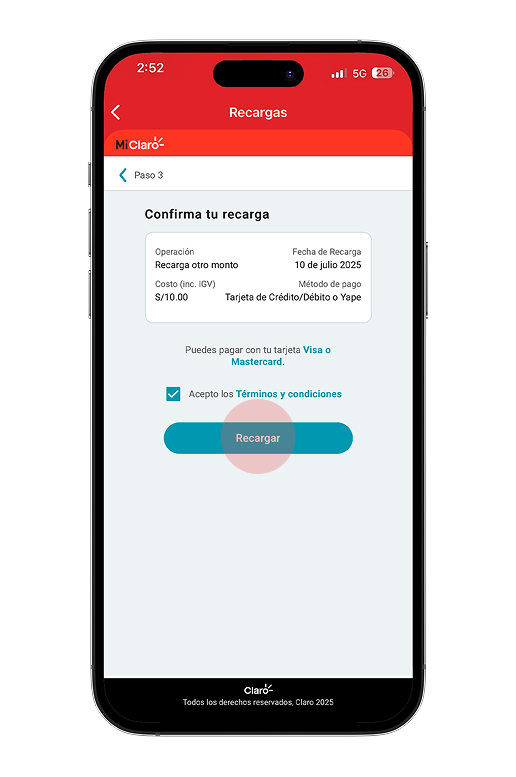 2:52
5G 26
Recargas
MiClaro
Paso 3
Confirma tu recarga
Operación Fecha de Recarga
Recarga otro monto 10 de julio 2025
Costo (inc. IGV) Método de pago
S/10.00 Tarjeta de Crédito/Débito o Yape
Puedes pagar con tu tarjeta Visa o
Mastercard.
Acepto los Términos y condiciones
Recargar
Claro
Todos los derechos reservados, Claro 2025